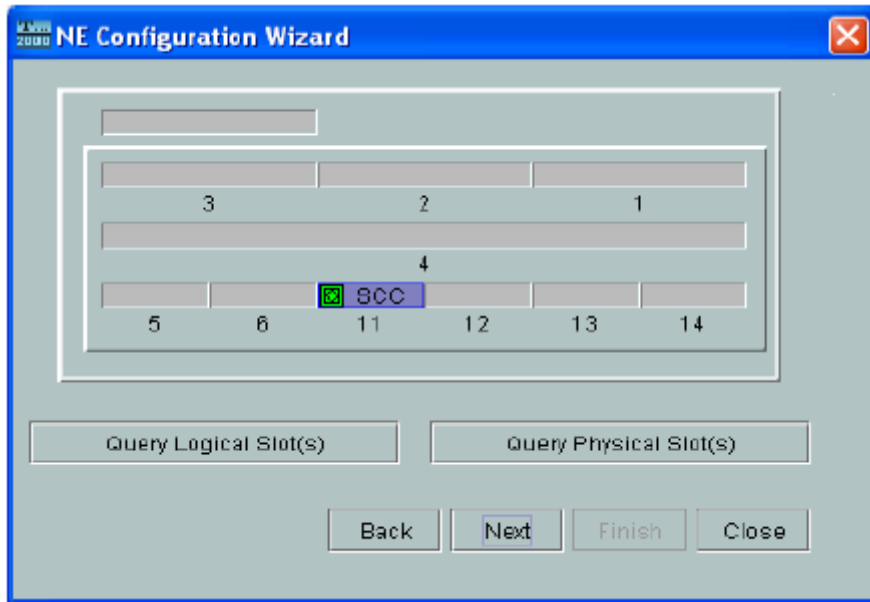 T... 2000 NE Configuration Wizard
3 2 1
4
SCC
5 6 11 12 13 14
Query Logical Slot(s) Query Physical Slot(s)
Back Next Finish Close